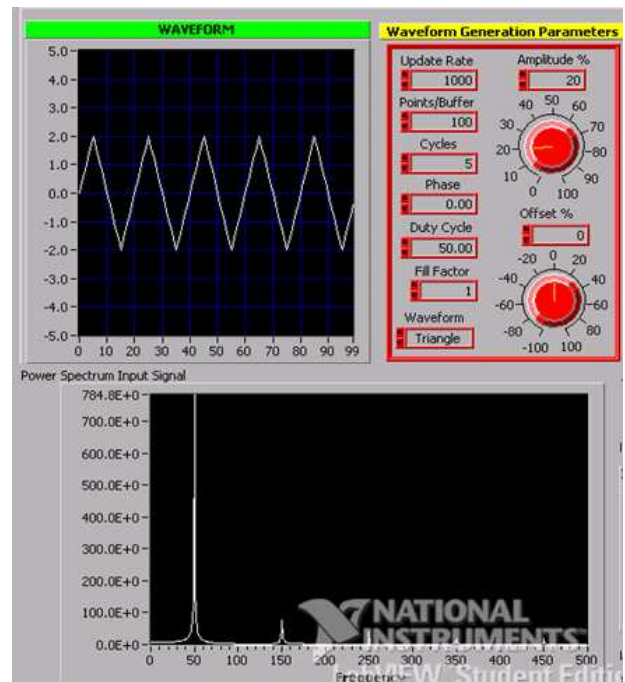 WAVEFORM
5.0
4.0
3.0
2.0
1.0
0.0
-1.0
-2.0
-3.0
-4.0
-5.0
0 10 20 30 40 50 60 70 80 90 99
Waveform Generation Parameters
Update Rate
1000
Points/Buffer
100
Cycles
5
Phase
0.00
Duty Cycle
50.00
Fill Factor
1
Waveform
Triangle
Amplitude %
20
40 50 60
30 70
20 80
10 90
0 100
Offset %
0
-20 0 20
-40 40
-60 60
-80 80
-100 100
Power Spectrum Input Signal
784.8E+0
700.0E+0
600.0E+0
500.0E+0
400.0E+0
300.0E+0
200.0E+0
100.0E+0
0.0E+0
0 50 100 150 200 250 300 350 400 450 500
Frequency
NATIONAL
INSTRUMENTS
LabVIEW Student Editio